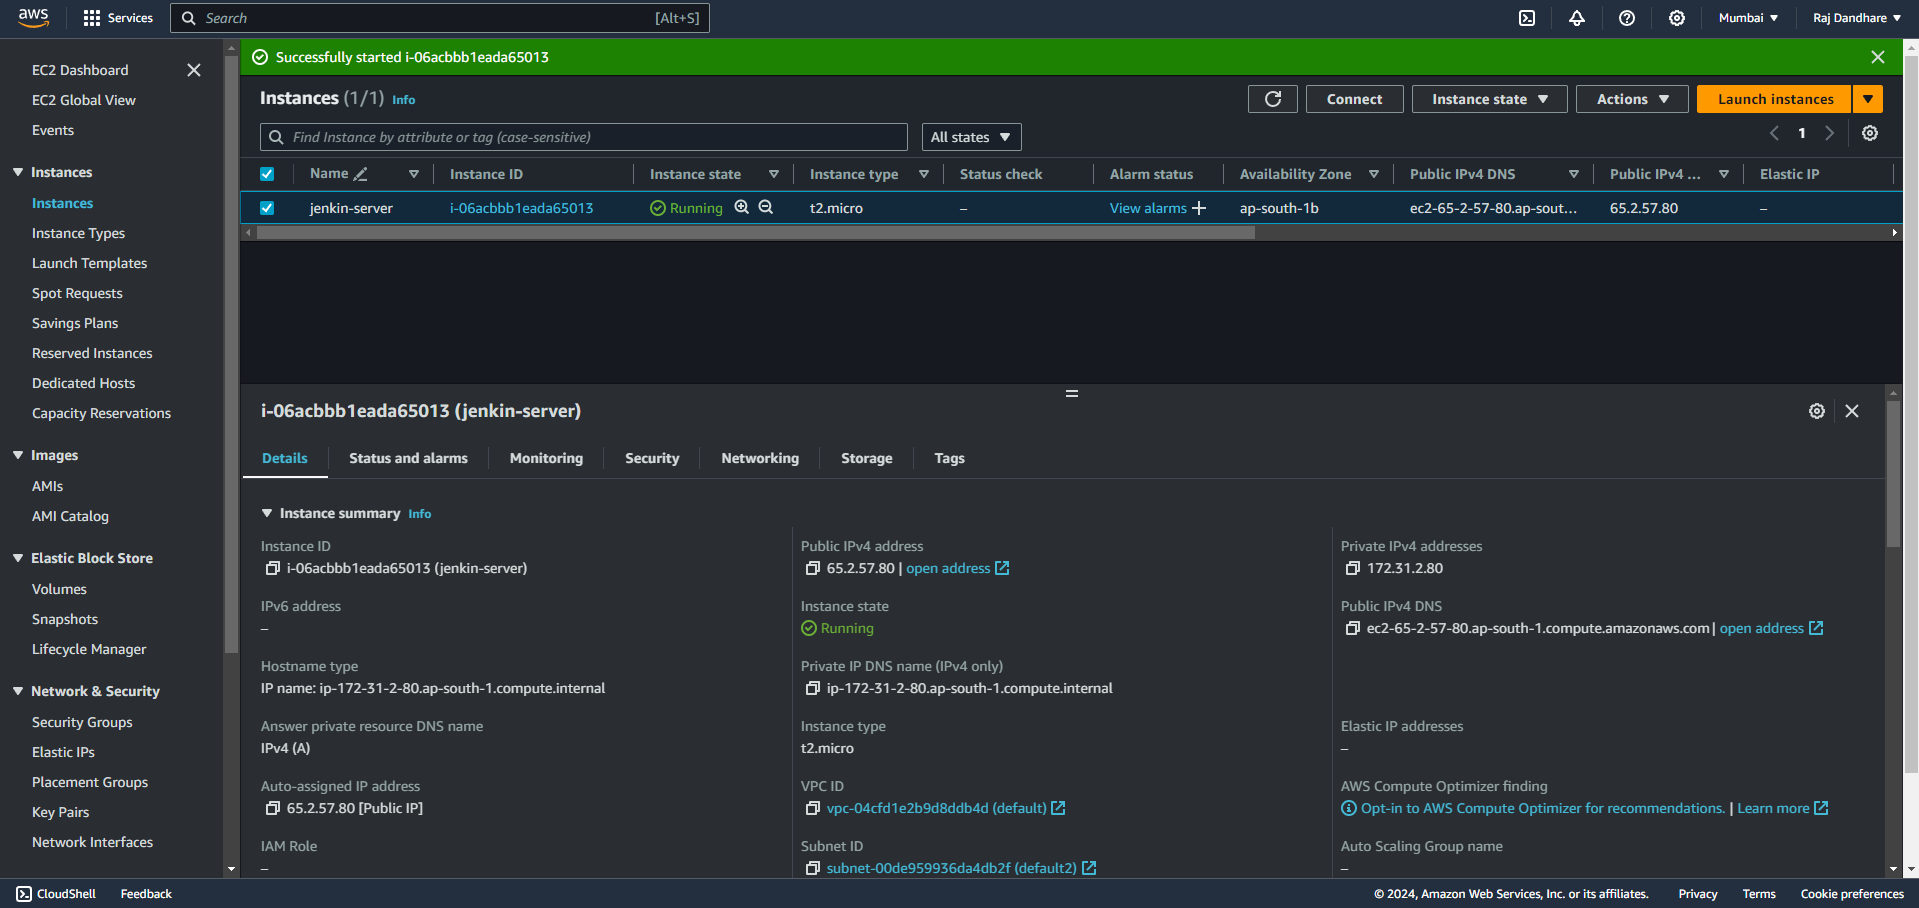 aws
Services
Search
[Alt+S]
Mumbai
Raj Dandhare
EC2 Dashboard
EC2 Global View
Events
Instances
Instances
Instance Types
Launch Templates
Spot Requests
Savings Plans
Reserved Instances
Dedicated Hosts
Capacity Reservations
Images
AMIs
AMI Catalog
Elastic Block Store
Volumes
Snapshots
Lifecycle Manager
Network & Security
Security Groups
Elastic IPs
Placement Groups
Key Pairs
Network Interfaces
Successfully started i-06acbbb1eada65013
Instances (1/1) Info
Connect
Instance state
Actions
Launch instances
Find Instance by attribute or tag (case-sensitive)
All states
1
Name
Instance ID
Instance state
Instance type
Status check
Alarm status
Availability Zone
Public IPv4 DNS
Public IPv4 ...
Elastic IP
jenkin-server
i-06acbbb1eada65013
Running
t2.micro
–
View alarms
ap-south-1b
ec2-65-2-57-80.ap-sout...
65.2.57.80
–
i-06acbbb1eada65013 (jenkin-server)
Details
Status and alarms
Monitoring
Security
Networking
Storage
Tags
Instance summary Info
Instance ID
i-06acbbb1eada65013 (jenkin-server)
Public IPv4 address
65.2.57.80 | open address
Private IPv4 addresses
172.31.2.80
IPv6 address
–
Instance state
Running
Public IPv4 DNS
ec2-65-2-57-80.ap-south-1.compute.amazonaws.com | open address
Hostname type
IP name: ip-172-31-2-80.ap-south-1.compute.internal
Private IP DNS name (IPv4 only)
ip-172-31-2-80.ap-south-1.compute.internal
Answer private resource DNS name
IPv4 (A)
Instance type
t2.micro
Elastic IP addresses
–
Auto-assigned IP address
65.2.57.80 [Public IP]
VPC ID
vpc-04cfd1e2b9d8ddb4d (default)
AWS Compute Optimizer finding
Opt-in to AWS Compute Optimizer for recommendations. | Learn more
IAM Role
–
Subnet ID
subnet-00de959936da4db2f (default2)
Auto Scaling Group name
–
CloudShell
Feedback
© 2024, Amazon Web Services, Inc. or its affiliates.
Privacy
Terms
Cookie preferences